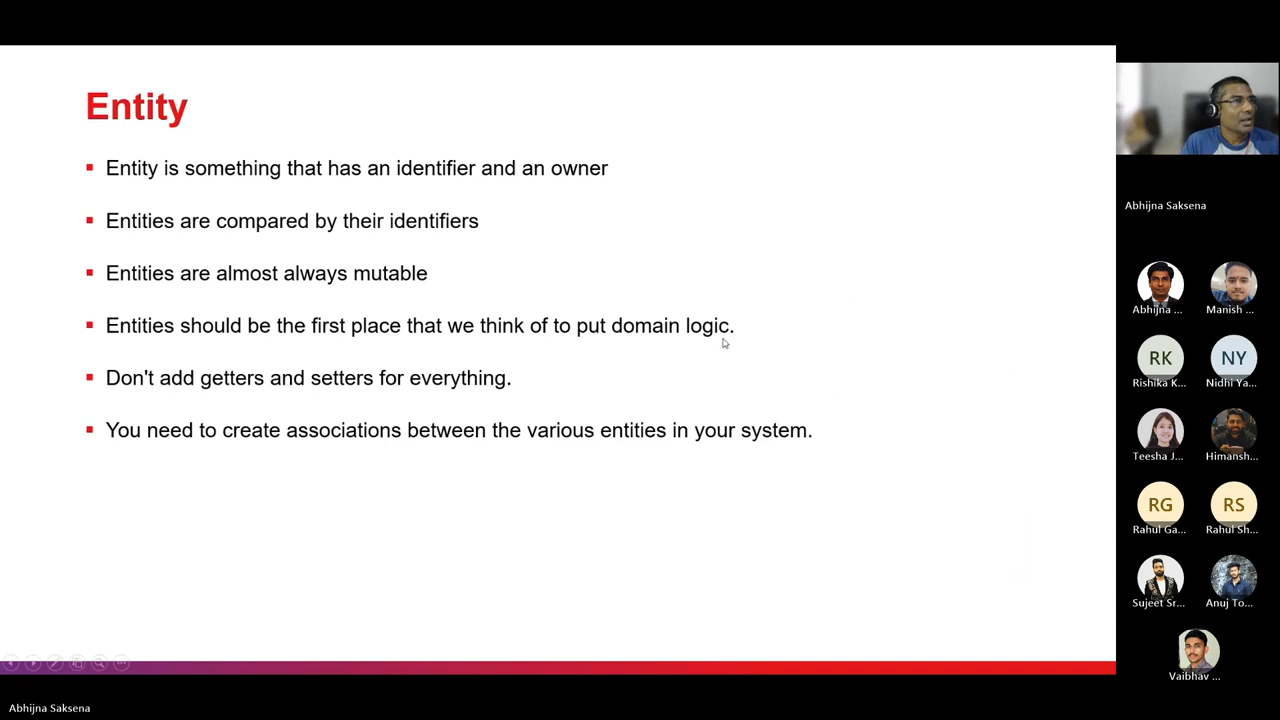 Entity
Entity is something that has an identifier and an owner
Entities are compared by their identifiers
Entities are almost always mutable
Entities should be the first place that we think of to put domain logic.
Don't add getters and setters for everything.
You need to create associations between the various entities in your system.
Abhijna Saksena
Abhijna ...
Manish ...
RK
Rishika K...
NY
Nidhi Ya...
Teesha J...
Himansh...
RG
Rahul Ga...
RS
Rahul Sh...
Sujeet Sr...
Anuj To...
Vaibhav ...
Abhijna Saksena